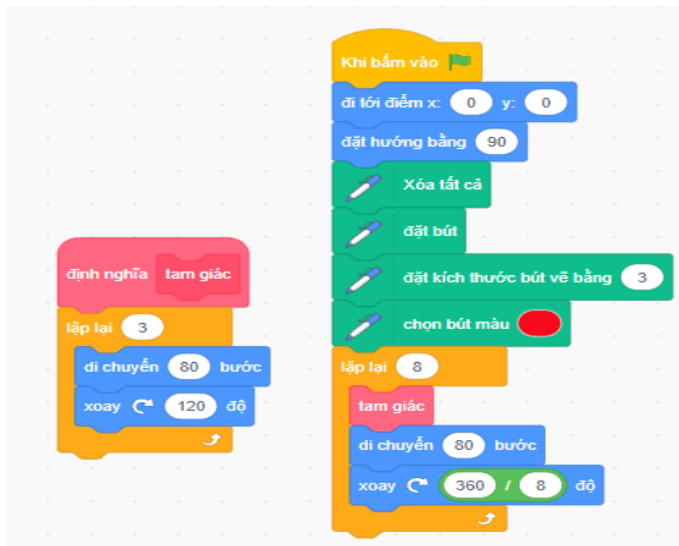 định nghĩa tam giác
lặp lại 3
di chuyển 80 bước
xoay 120 độ
Khi bấm vào
đi tới điểm x: 0 y: 0
đặt hướng bằng 90
Xóa tất cả
đặt bút
đặt kích thước bút vẽ bằng 3
chọn bút màu
lặp lại 8
tam giác
di chuyển 80 bước
xoay 360 / 8 độ